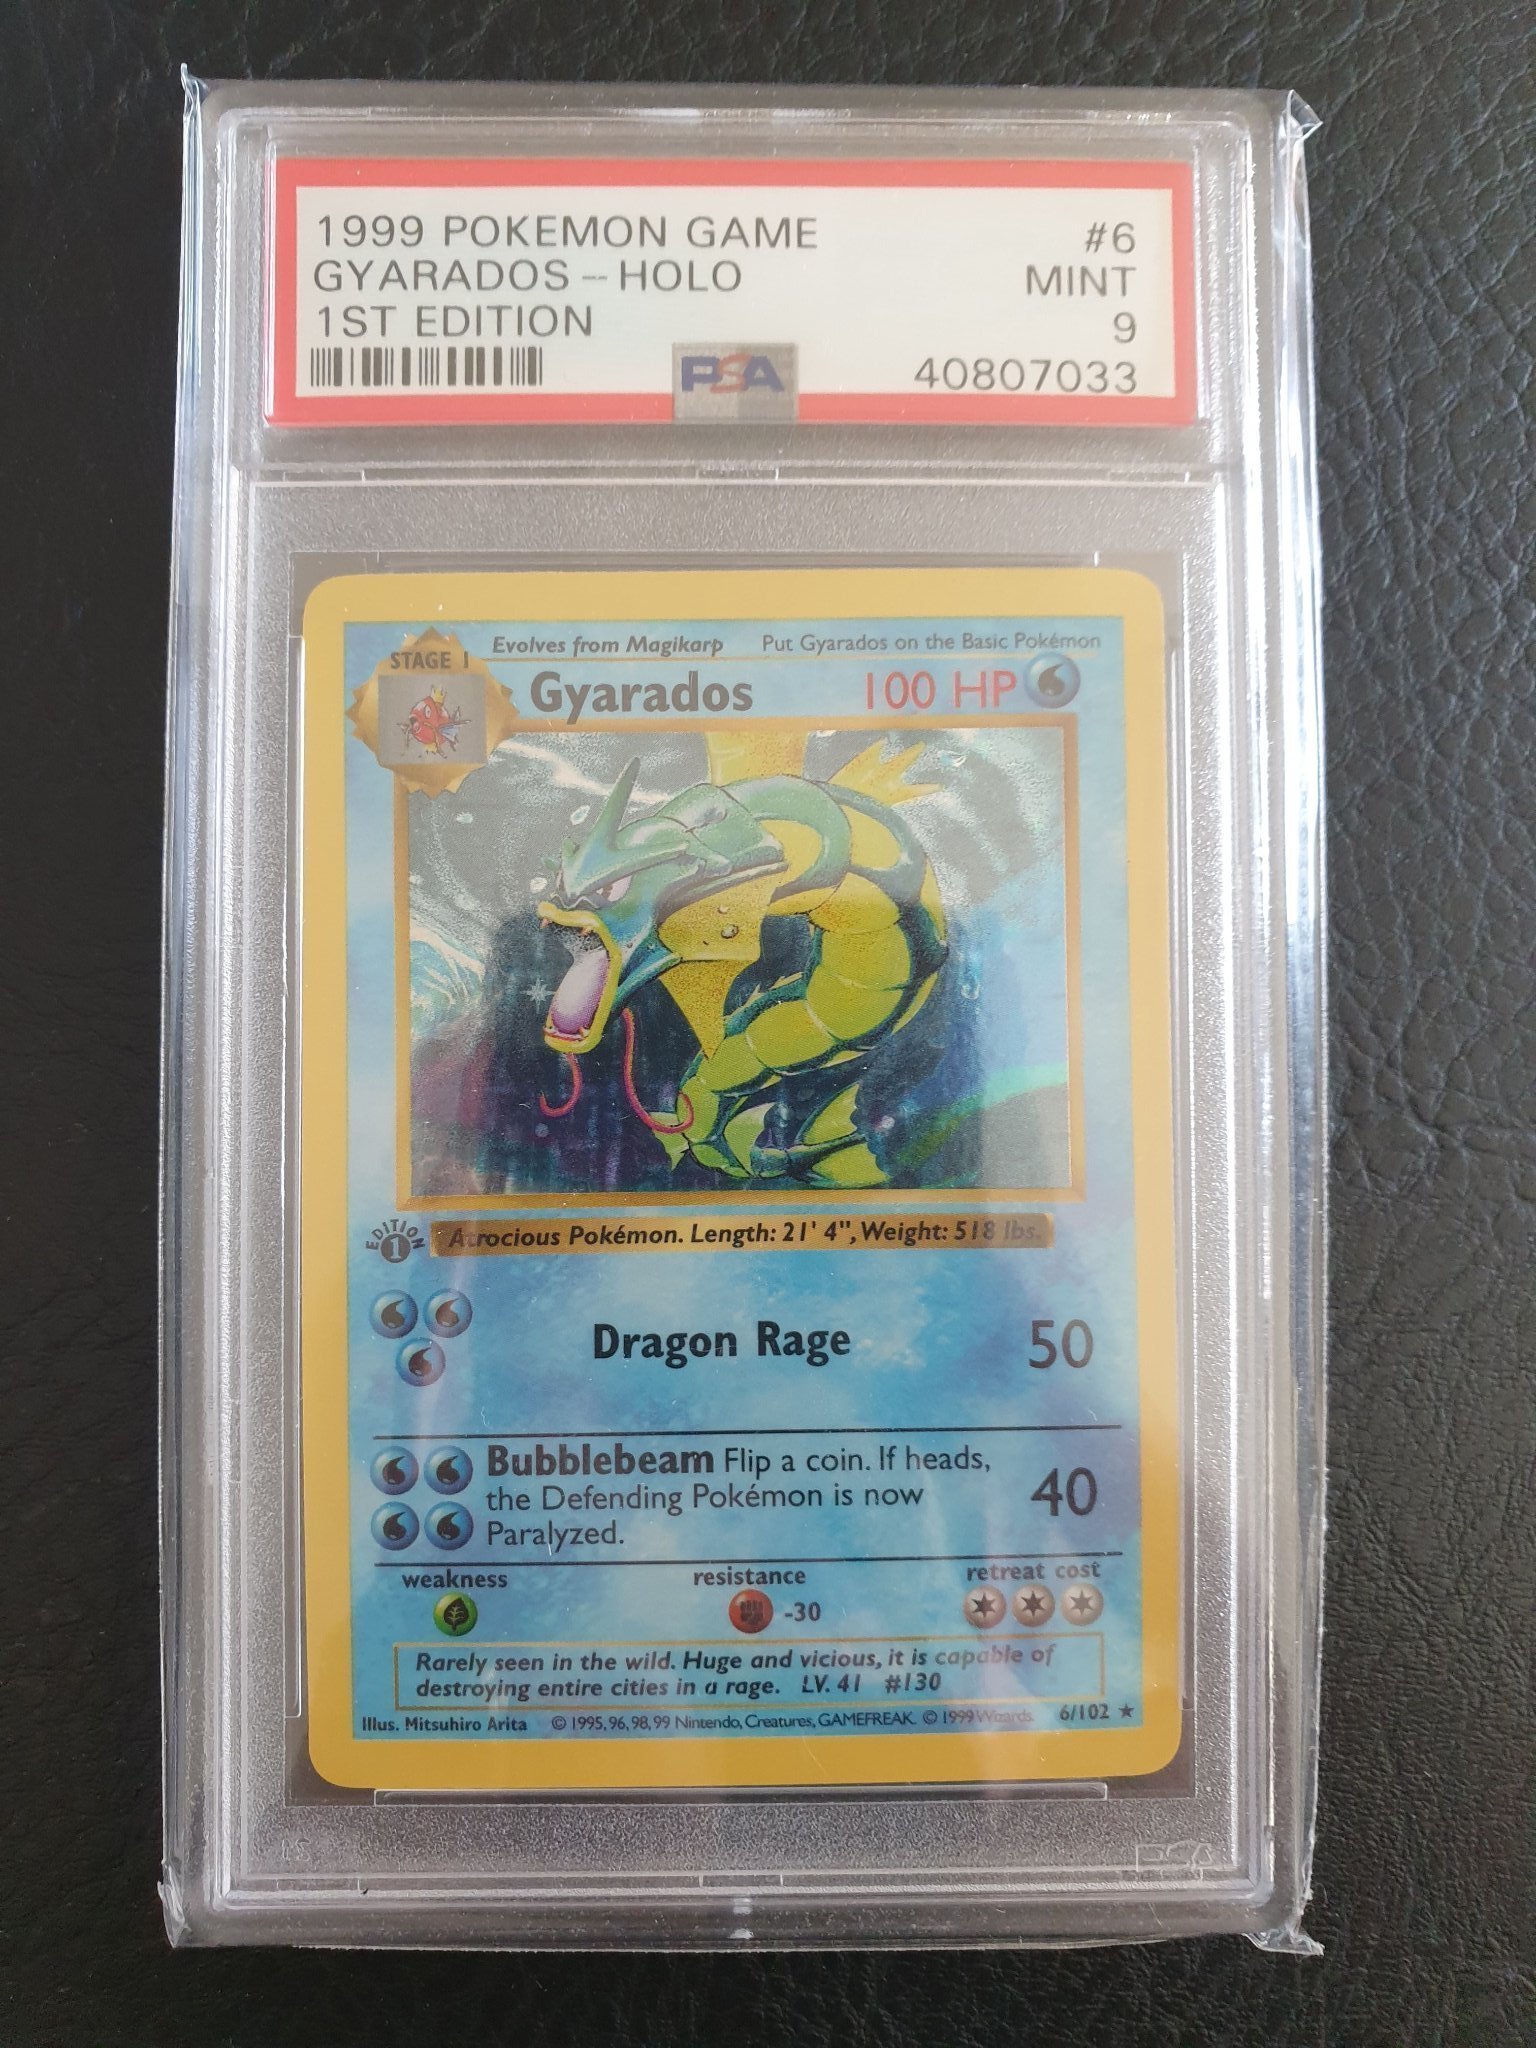 1999 POKEMON GAME #6
GYARADOS - HOLO MINT
1ST EDITION 9
PSA 40807033
Evolves from Magikarp Put Gyarados on the Basic Pokémon
STAGE 1
Gyarados 100 HP
EDITION
1
Atrocious Pokémon. Length: 21' 4", Weight: 518 lbs.
Dragon Rage 50
Bubblebeam Flip a coin. If heads,
the Defending Pokémon is now 40
Paralyzed.
weakness resistance retreat cost
-30
Rarely seen in the wild. Huge and vicious, it is capable of
destroying entire cities in a rage. LV. 41 #130
Illus. Mitsuhiro Arita © 1995, 96, 98, 99 Nintendo, Creatures, GAMEFREAK. © 1999 Wizards. 6/102 ★
PSA